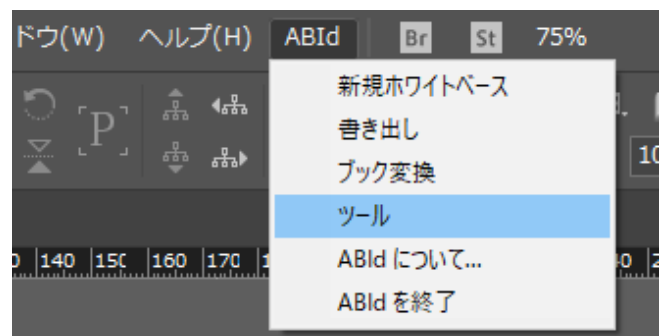 ドウ(W) ヘルプ(H) ABId Br St 75%
新規ホワイトベース
書き出し
ブック変換
ツール
ABId について...
ABId を終了
P
10
140 150 160 170